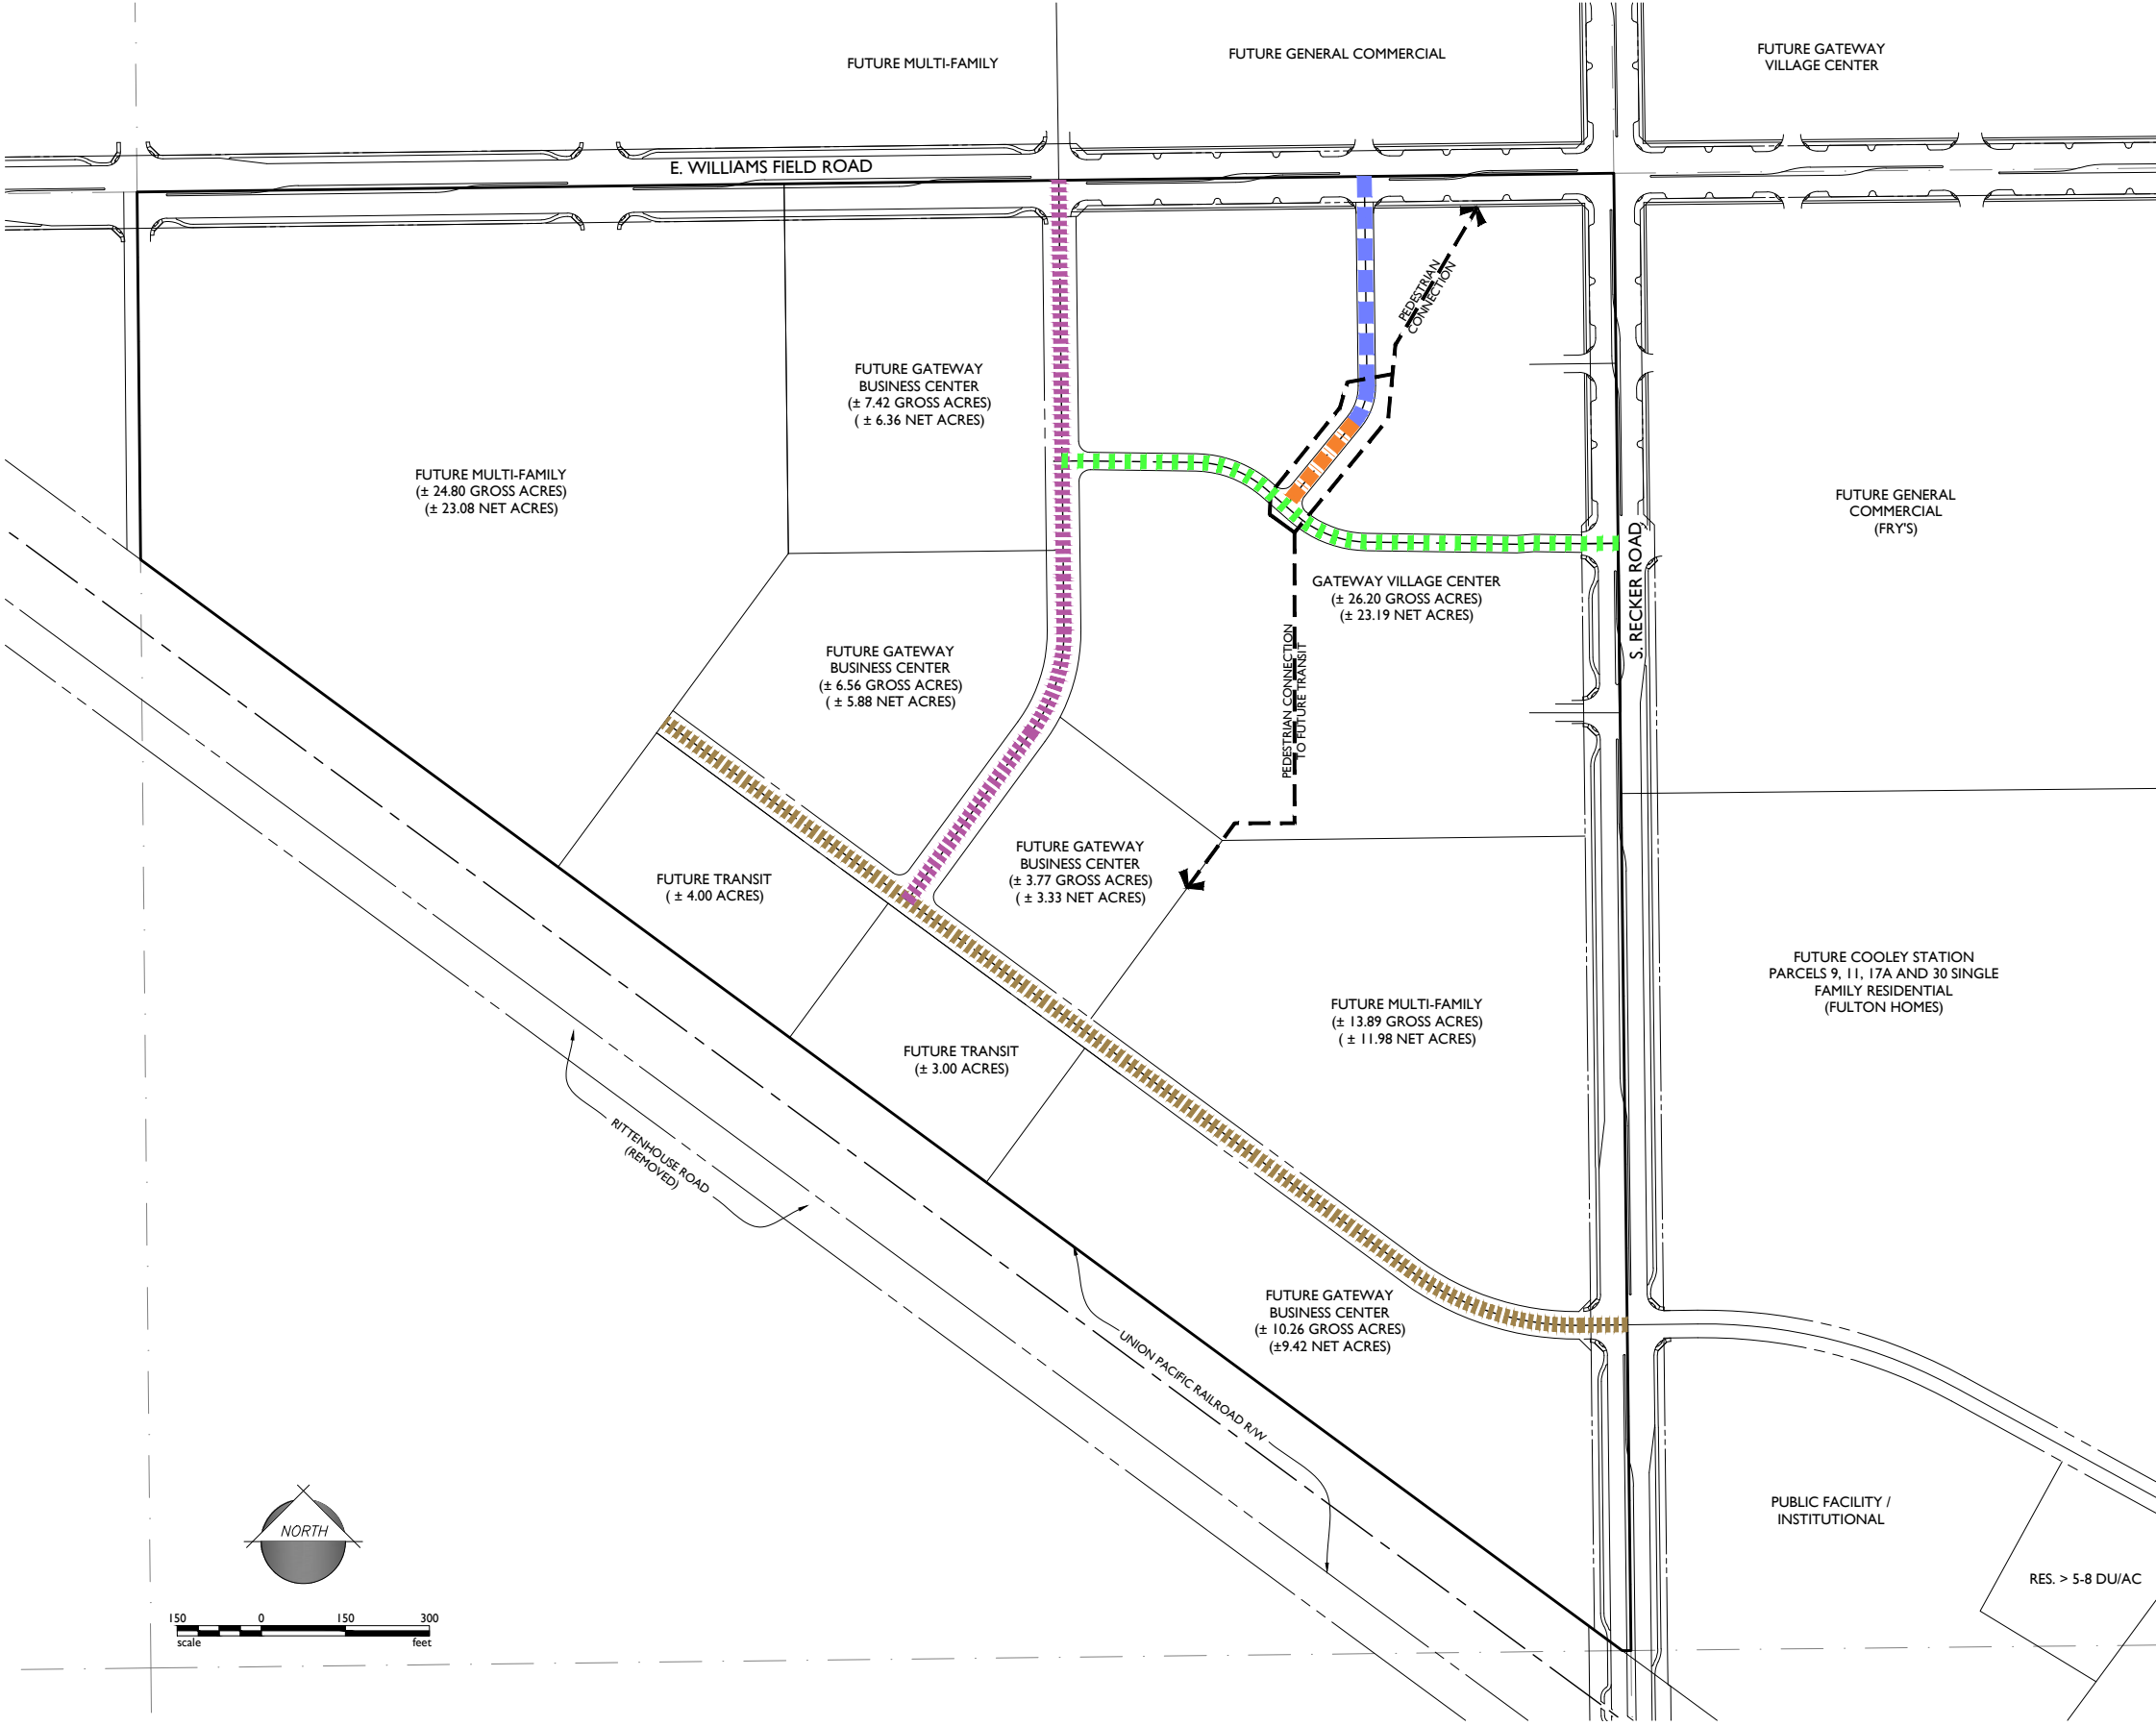 FUTURE MULTI-FAMILY
FUTURE GENERAL COMMERCIAL
FUTURE GATEWAY
VILLAGE CENTER
E. WILLIAMS FIELD ROAD
PEDESTRIAN
CONNECTION
FUTURE GATEWAY
BUSINESS CENTER
(± 7.42 GROSS ACRES)
( ± 6.36 NET ACRES)
FUTURE MULTI-FAMILY
(± 24.80 GROSS ACRES)
(± 23.08 NET ACRES)
FUTURE GENERAL
COMMERCIAL
(FRY'S)
S. RECKER ROAD
GATEWAY VILLAGE CENTER
(± 26.20 GROSS ACRES)
(± 23.19 NET ACRES)
PEDESTRIAN CONNECTION
TO FUTURE TRANSIT
FUTURE GATEWAY
BUSINESS CENTER
(± 6.56 GROSS ACRES)
( ± 5.88 NET ACRES)
FUTURE GATEWAY
BUSINESS CENTER
(± 3.77 GROSS ACRES)
( ± 3.33 NET ACRES)
FUTURE TRANSIT
( ± 4.00 ACRES)
FUTURE COOLEY STATION
PARCELS 9, 11, 17A AND 30 SINGLE
FAMILY RESIDENTIAL
(FULTON HOMES)
FUTURE MULTI-FAMILY
(± 13.89 GROSS ACRES)
( ± 11.98 NET ACRES)
FUTURE TRANSIT
(± 3.00 ACRES)
RITTENHOUSE ROAD
(REMOVED)
FUTURE GATEWAY
BUSINESS CENTER
(± 10.26 GROSS ACRES)
(±9.42 NET ACRES)
UNION PACIFIC RAILROAD R/W
PUBLIC FACILITY /
INSTITUTIONAL
NORTH
RES. > 5-8 DU/AC
150 0 150 300
scale feet